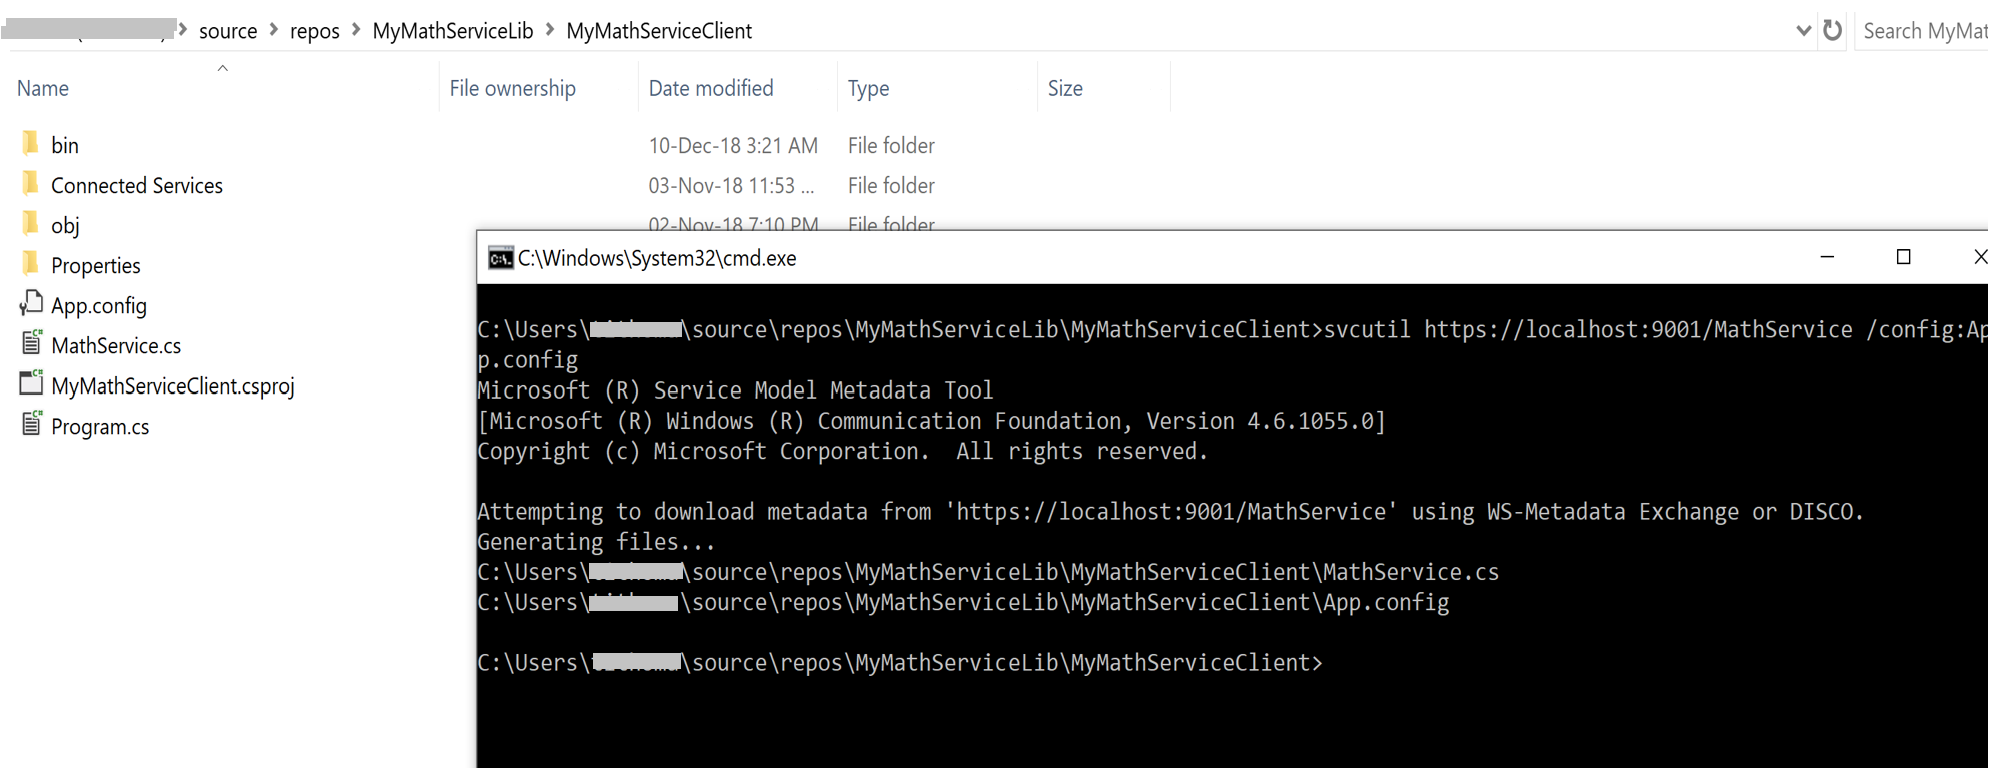 source > repos > MyMathServiceLib > MyMathServiceClient Search MyMat
Name File ownership Date modified Type Size
bin 10-Dec-18 3:21 AM File folder
Connected Services 03-Nov-18 11:53 ... File folder
obj 02-Nov-18 7:10 PM File folder
Properties
App.config
MathService.cs
MyMathServiceClient.csproj
Program.cs
C:\Windows\System32\cmd.exe
C:\Users\ \source\repos\MyMathServiceLib\MyMathServiceClient>svcutil https://localhost:9001/MathService /config:Ap
p.config
Microsoft (R) Service Model Metadata Tool
[Microsoft (R) Windows (R) Communication Foundation, Version 4.6.1055.0]
Copyright (c) Microsoft Corporation.  All rights reserved.
Attempting to download metadata from 'https://localhost:9001/MathService' using WS-Metadata Exchange or DISCO.
Generating files...
C:\Users\ \source\repos\MyMathServiceLib\MyMathServiceClient\MathService.cs
C:\Users\ \source\repos\MyMathServiceLib\MyMathServiceClient\App.config
C:\Users\ \source\repos\MyMathServiceLib\MyMathServiceClient>